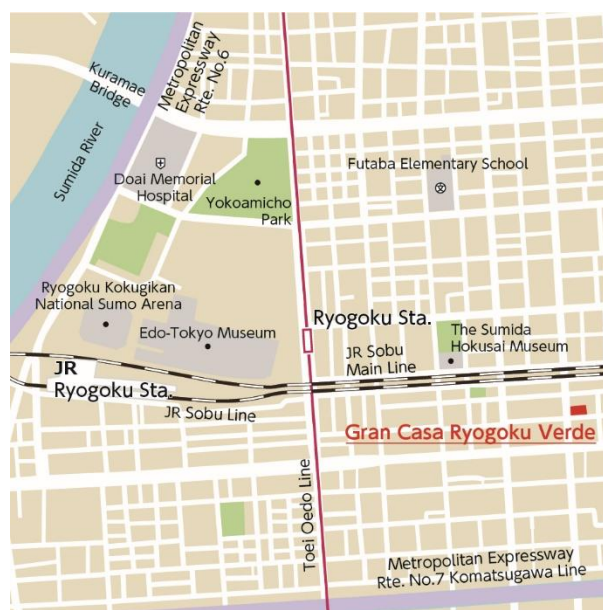 Kuramae
Bridge
Metropolitan
Expressway
Rte. No.6
Sumida River
Doai Memorial
Hospital
Yokoamicho
Park
Futaba Elementary School
Ryogoku Kokugikan
National Sumo Arena
Edo-Tokyo Museum
Ryogoku Sta.
The Sumida
Hokusai Museum
JR Sobu
Main Line
JR
Ryogoku Sta.
JR Sobu Line
Gran Casa Ryogoku Verde
Toei Oedo Line
Metropolitan Expressway
Rte. No.7 Komatsugawa Line